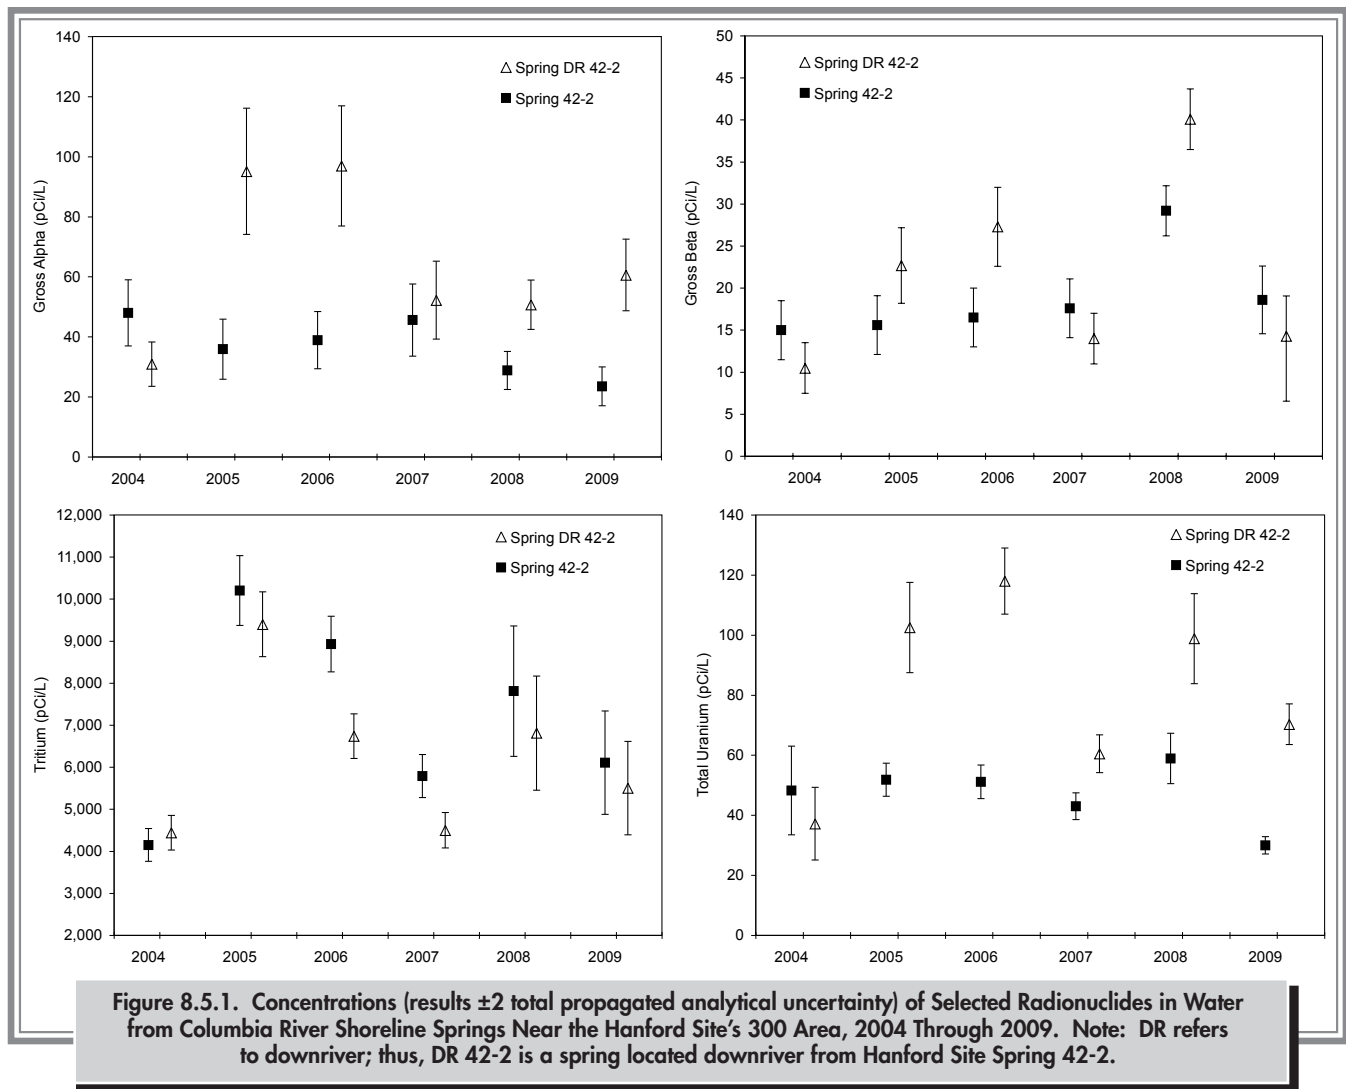 140
120
100
80
60
40
20
0
Gross Alpha (pCi/L)
Spring DR 42-2
Spring 42-2
2004 2005 2006 2007 2008 2009
50
45
40
35
30
25
20
15
10
5
0
Gross Beta (pCi/L)
Spring DR 42-2
Spring 42-2
2004 2005 2006 2007 2008 2009
12,000
11,000
10,000
9,000
8,000
7,000
6,000
5,000
4,000
3,000
2,000
Tritium (pCi/L)
Spring DR 42-2
Spring 42-2
2004 2005 2006 2007 2008 2009
140
120
100
80
60
40
20
0
Total Uranium (pCi/L)
Spring DR 42-2
Spring 42-2
2004 2005 2006 2007 2008 2009
Figure 8.5.1. Concentrations (results ±2 total propagated analytical uncertainty) of Selected Radionuclides in Water
from Columbia River Shoreline Springs Near the Hanford Site's 300 Area, 2004 Through 2009. Note: DR refers
to downriver; thus, DR 42-2 is a spring located downriver from Hanford Site Spring 42-2.